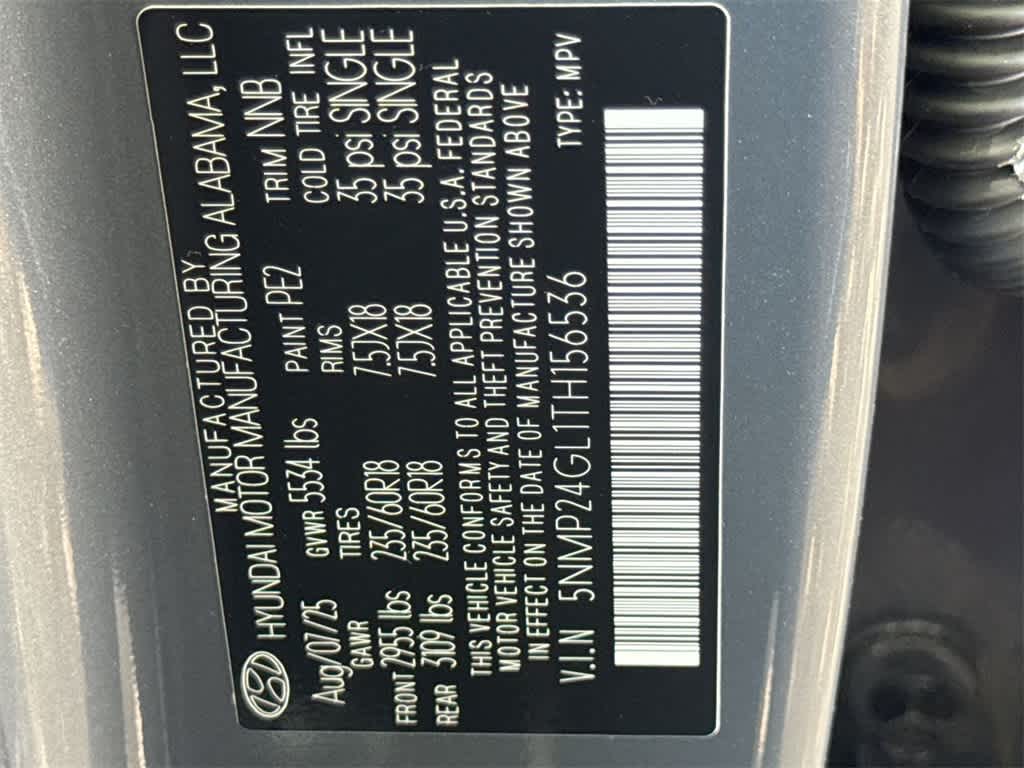 MANUFACTURED BY
HYUNDAI MOTOR MANUFACTURING ALABAMA, LLC
Aug/07/25 GVWR 5534 lbs PAINT PE2 TRIM NNB
GAWR TIRES RIMS COLD TIRE INFL
FRONT 2955 lbs 235/60R18 7.5JX18 35 psi SINGLE
REAR 3109 lbs 235/60R18 7.5JX18 35 psi SINGLE
THIS VEHICLE CONFORMS TO ALL APPLICABLE U.S.A. FEDERAL
MOTOR VEHICLE SAFETY AND THEFT PREVENTION STANDARDS
IN EFFECT ON THE DATE OF MANUFACTURE SHOWN ABOVE
V.I.N 5NMP24GL1TH156536 TYPE: MPV